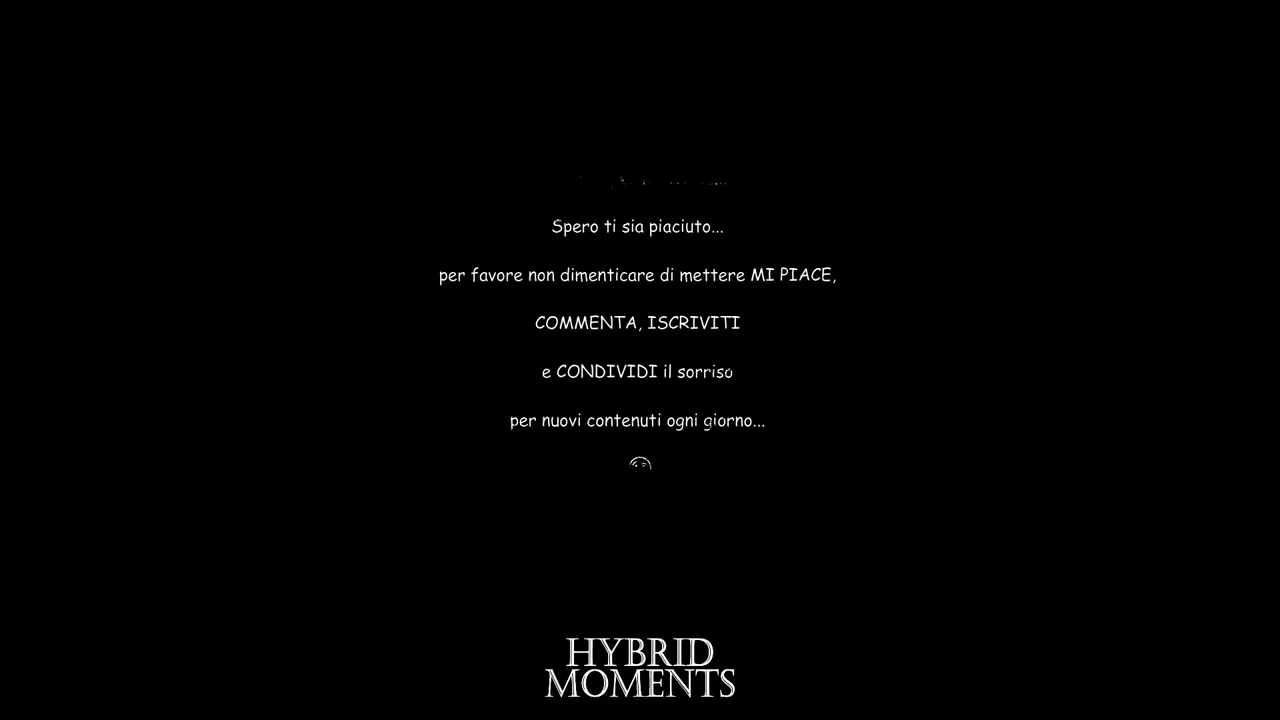 Spero ti sia piaciuto...
per favore non dimenticare di mettere MI PIACE,
COMMENTA, ISCRIVITI
e CONDIVIDI il sorriso
per nuovi contenuti ogni giorno...
HYBRID
MOMENTS